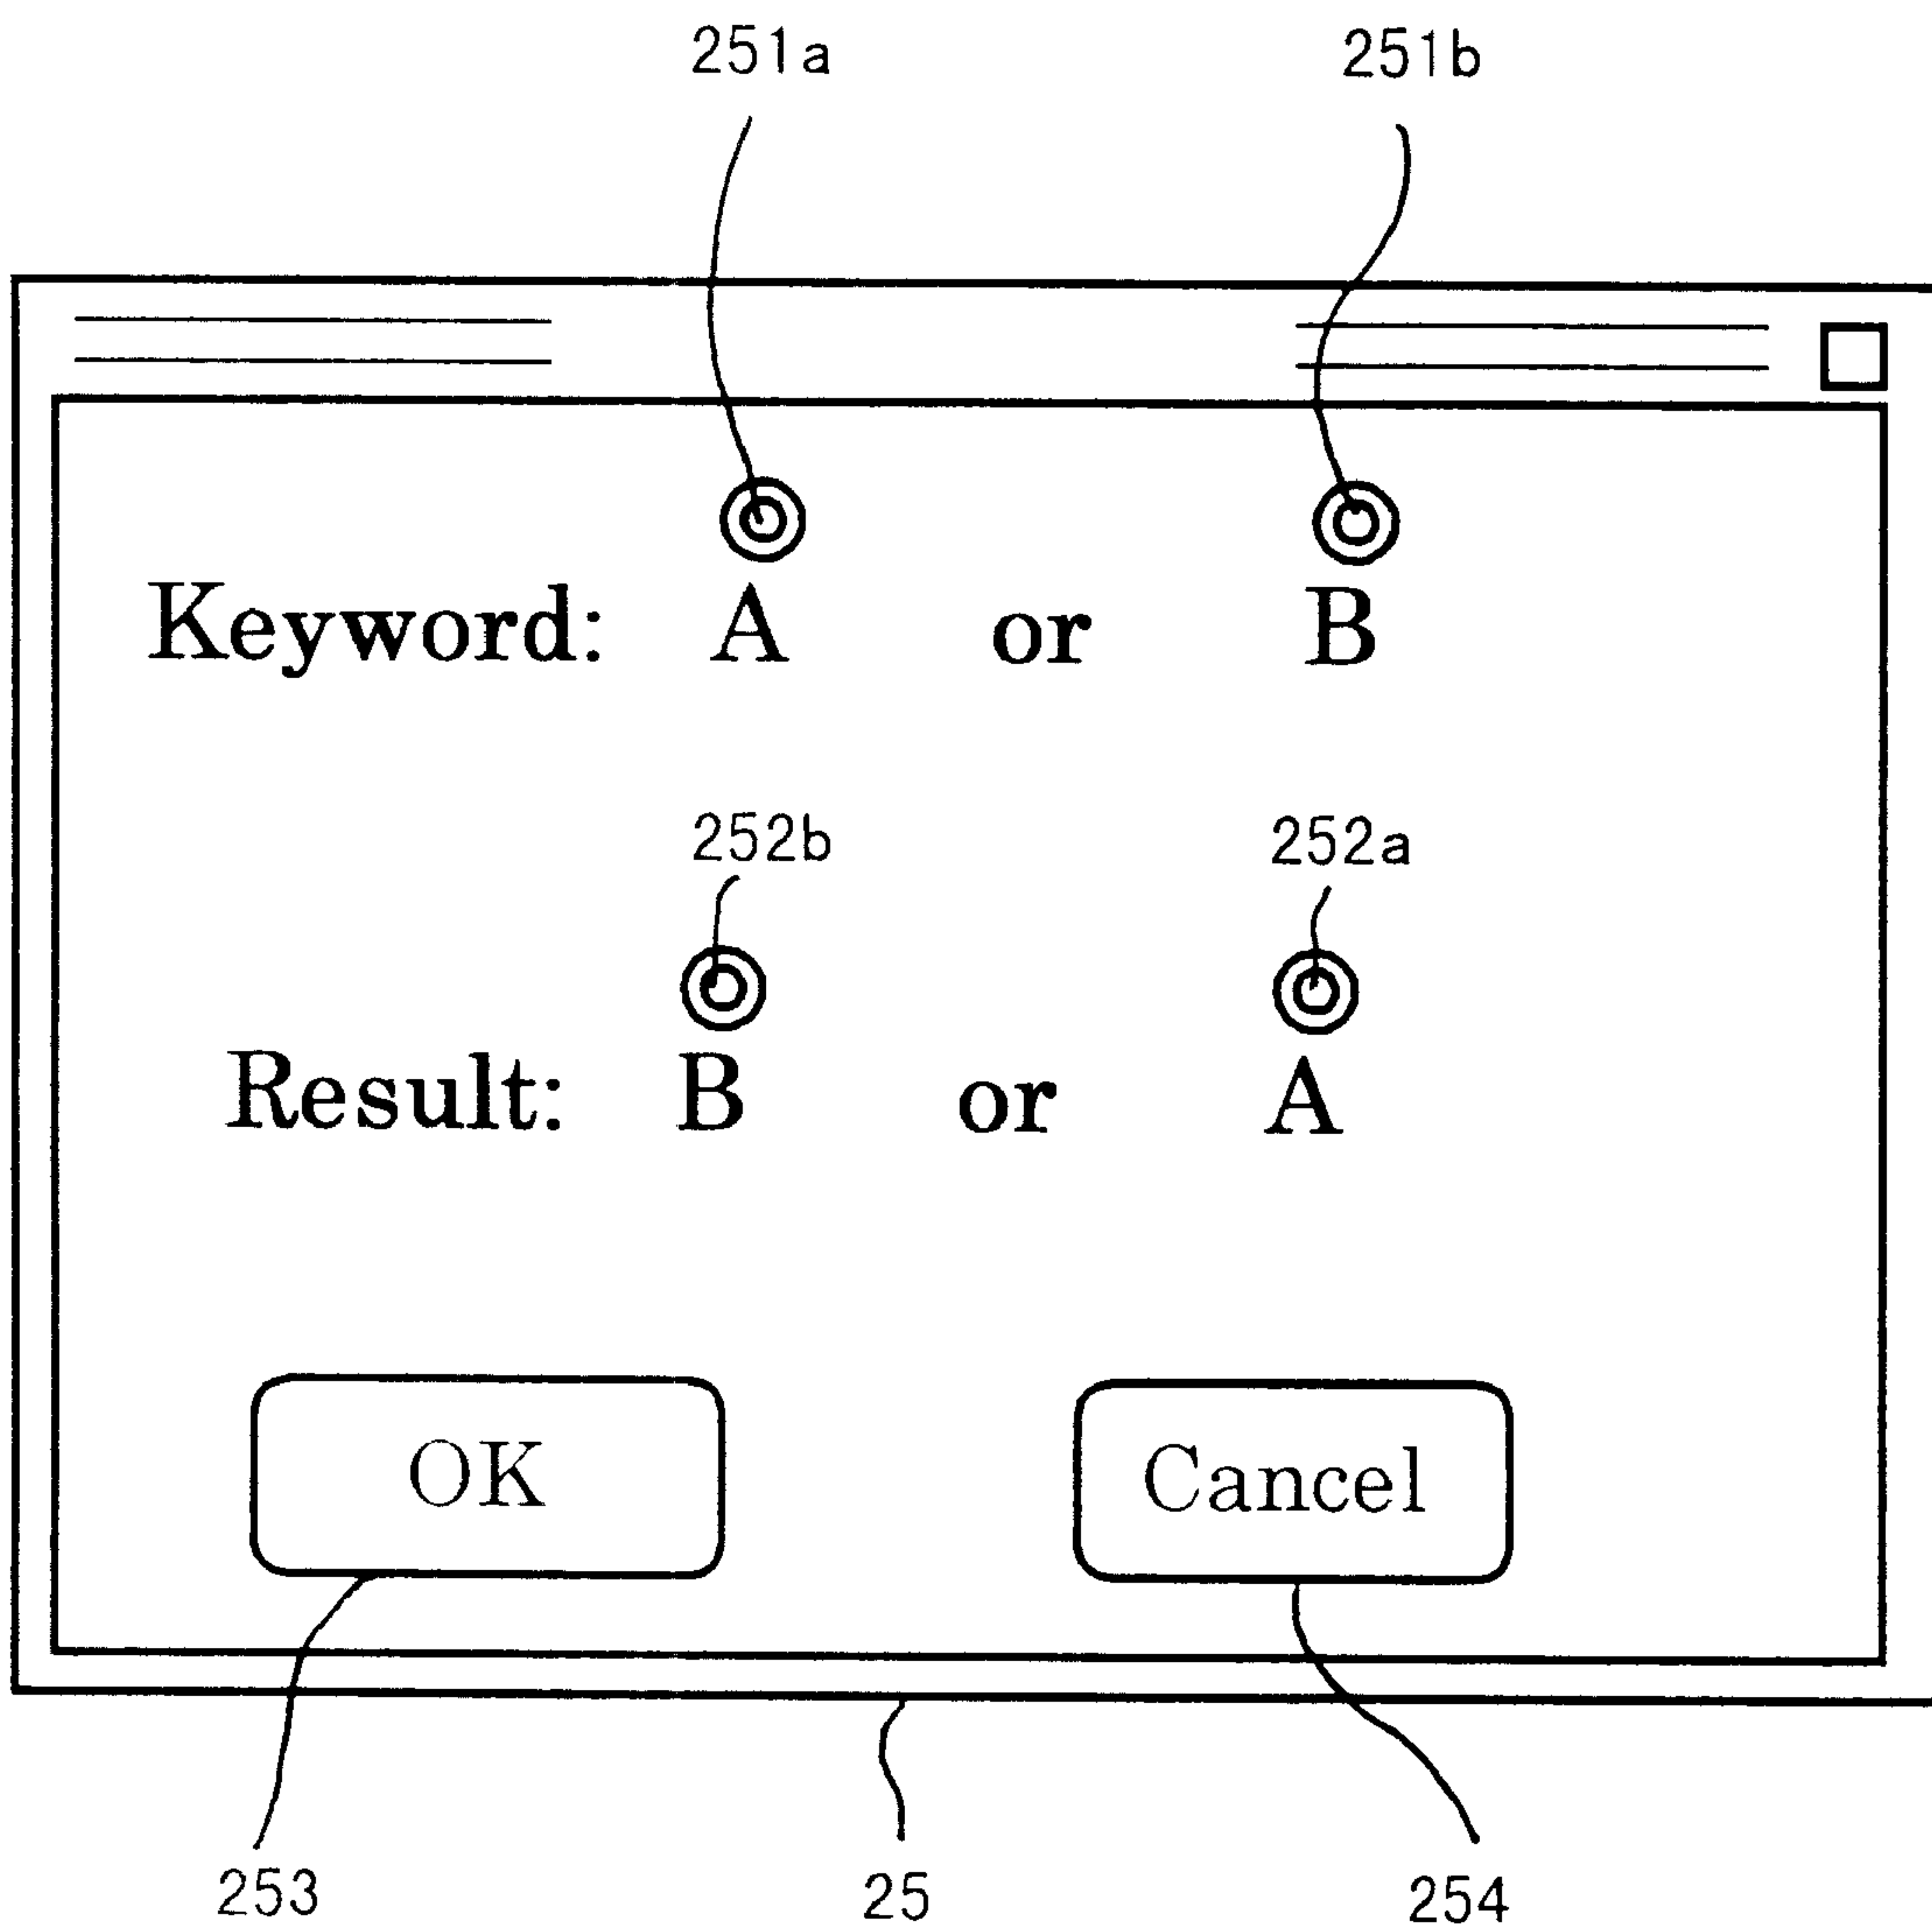 251a 251b
Keyword: A or B
252b 252a
Result: B or A
OK Cancel
253 25 254